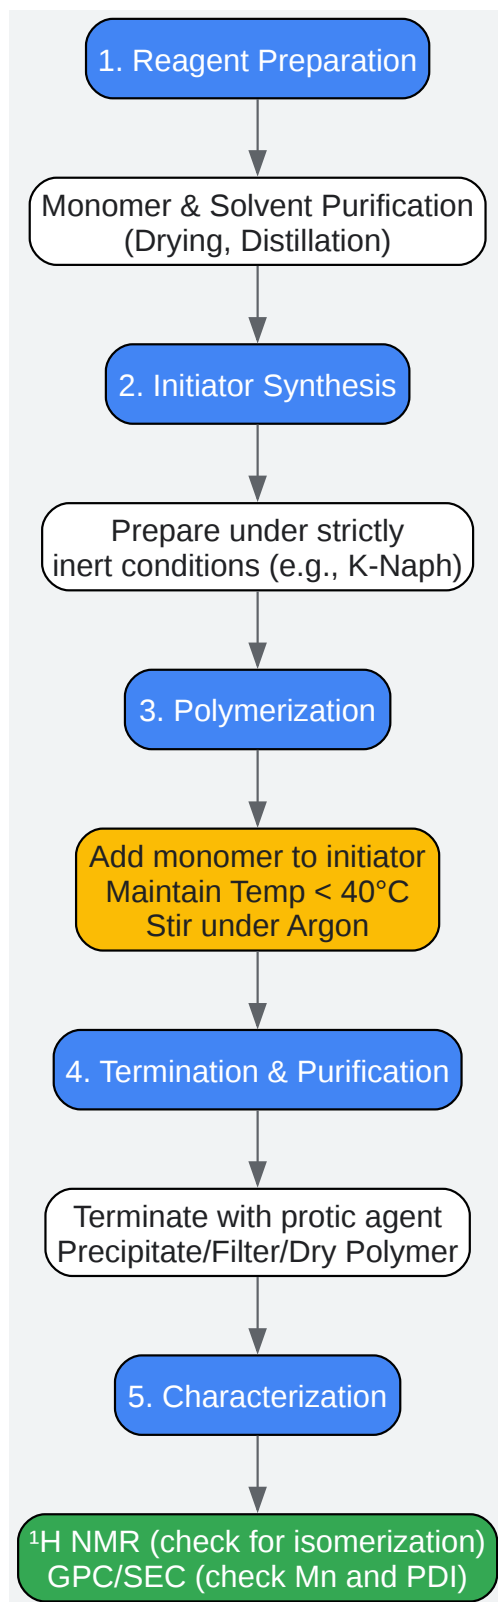 1. Reagent Preparation
Monomer & Solvent Purification
(Drying, Distillation)
2. Initiator Synthesis
Prepare under strictly
inert conditions (e.g., K-Naph)
3. Polymerization
Add monomer to initiator
Maintain Temp < 40°C
Stir under Argon
4. Termination & Purification
Terminate with protic agent
Precipitate/Filter/Dry Polymer
5. Characterization
¹H NMR (check for isomerization)
GPC/SEC (check Mn and PDI)